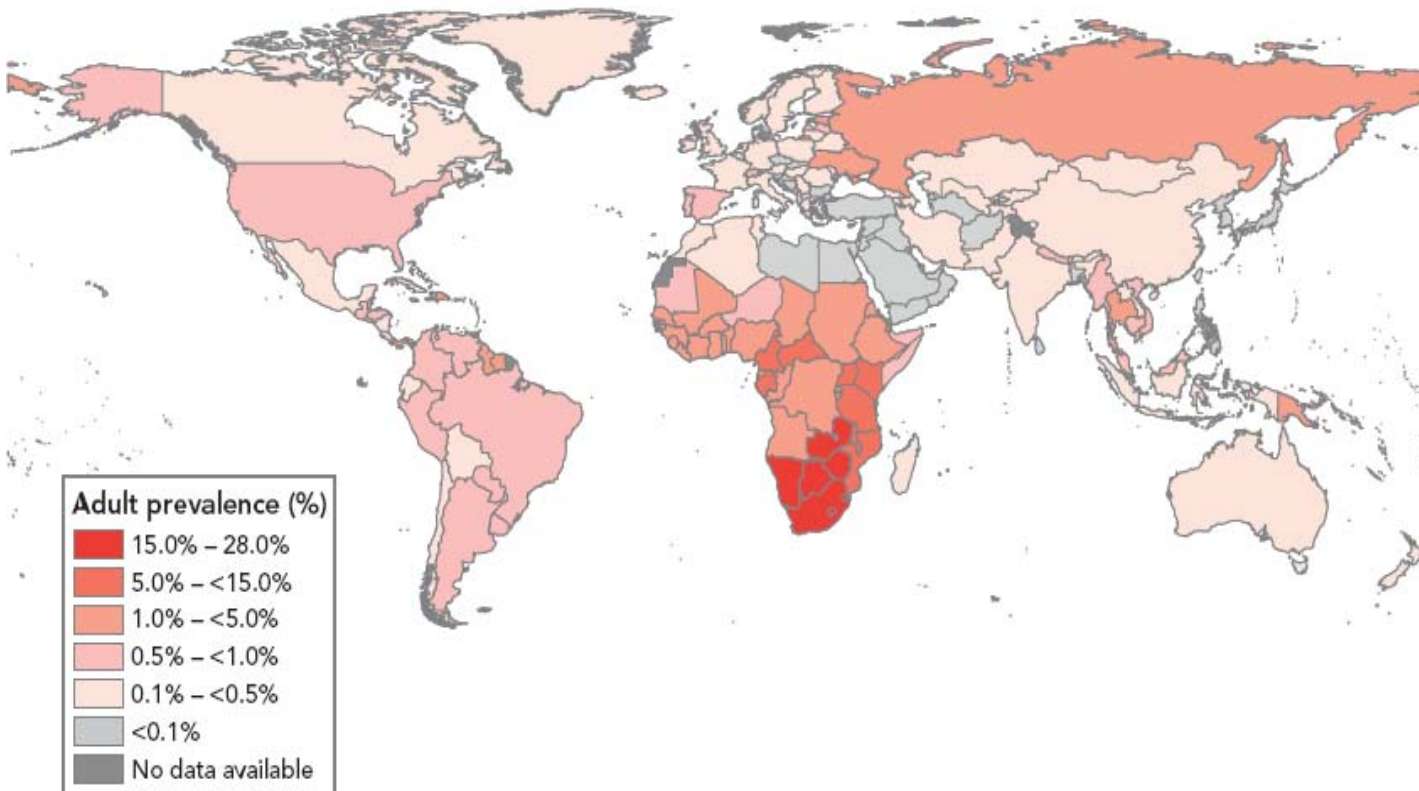 Adult prevalence (%)
15.0% – 28.0%
5.0% – <15.0%
1.0% – <5.0%
0.5% – <1.0%
0.1% – <0.5%
<0.1%
No data available